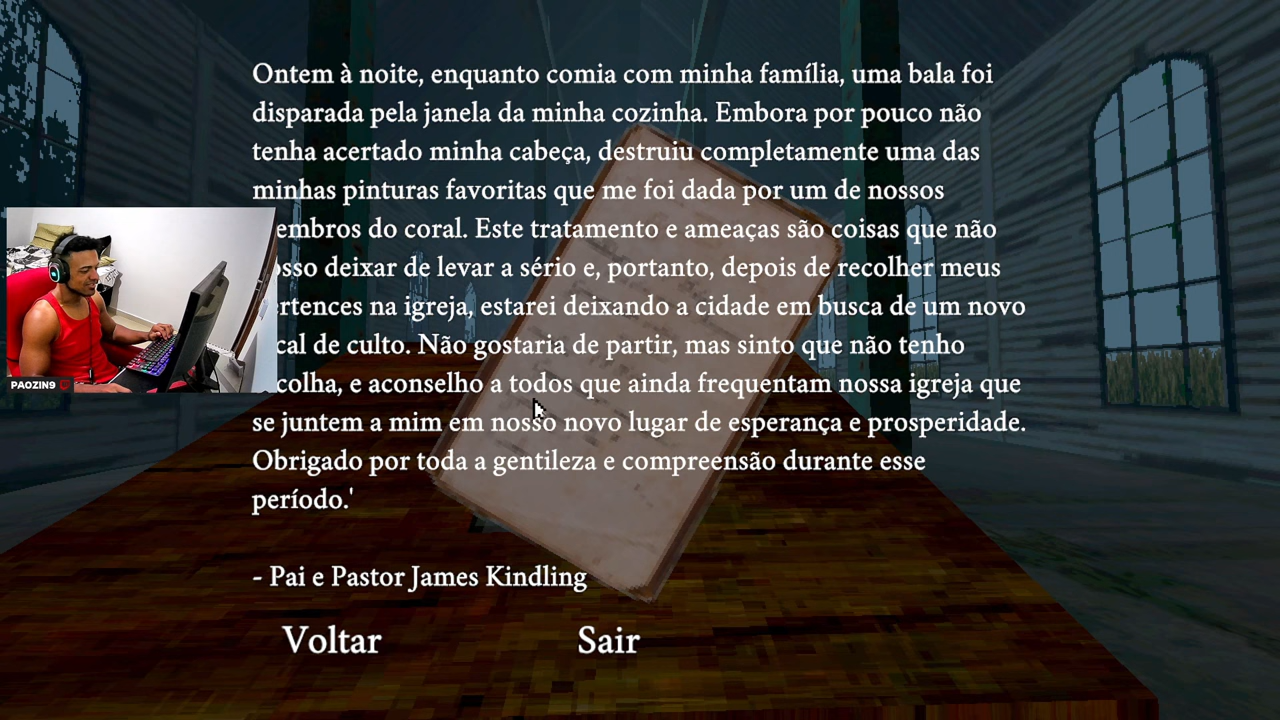 Ontem à noite, enquanto comia com minha família, uma bala foi
disparada pela janela da minha cozinha. Embora por pouco não
tenha acertado minha cabeça, destruiu completamente uma das
minhas pinturas favoritas que me foi dada por um de nossos
embros do coral. Este tratamento e ameaças são coisas que não
osso deixar de levar a sério e, portanto, depois de recolher meus
ertences na igreja, estarei deixando a cidade em busca de um novo
cal de culto. Não gostaria de partir, mas sinto que não tenho
colha, e aconselho a todos que ainda frequentam nossa igreja que
se juntem a mim em nosso novo lugar de esperança e prosperidade.
Obrigado por toda a gentileza e compreensão durante esse
período.'
- Pai e Pastor James Kindling
Voltar Sair
PAOZIN9